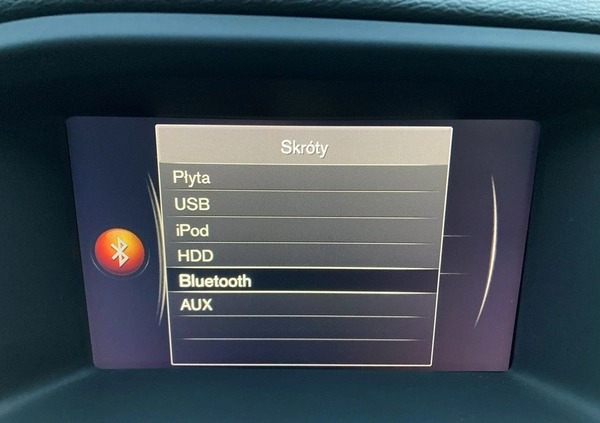 Skróty
Płyta
USB
iPod
HDD
Bluetooth
AUX